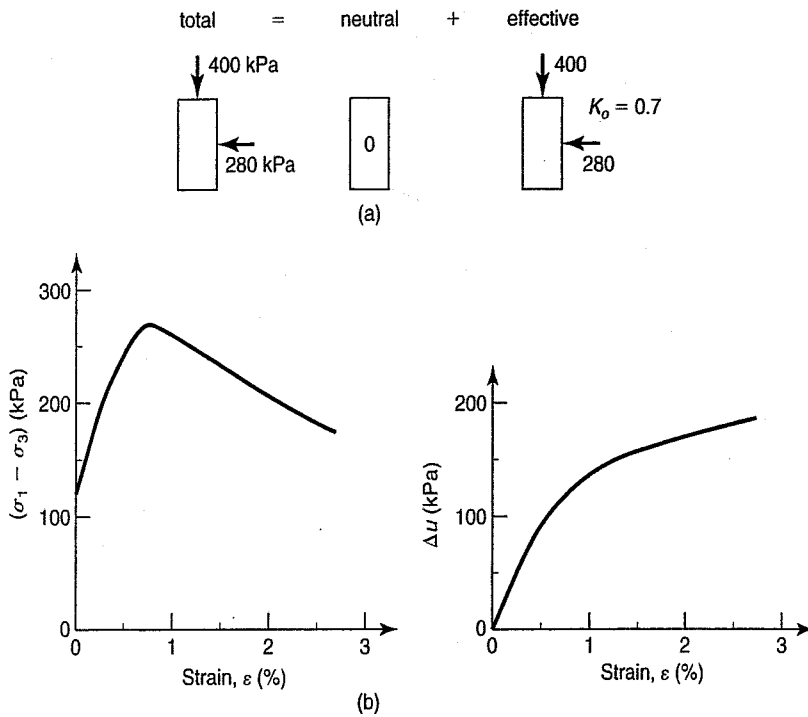 total = neutral + effective
400 kPa
400
K_o = 0.7
0
280 kPa
280
(a)
300
200
100
0
(σ₁ − σ₃) (kPa)
0 1 2 3
Strain, ε (%)
200
100
0
Δu (kPa)
0 1 2 3
Strain, ε (%)
(b)